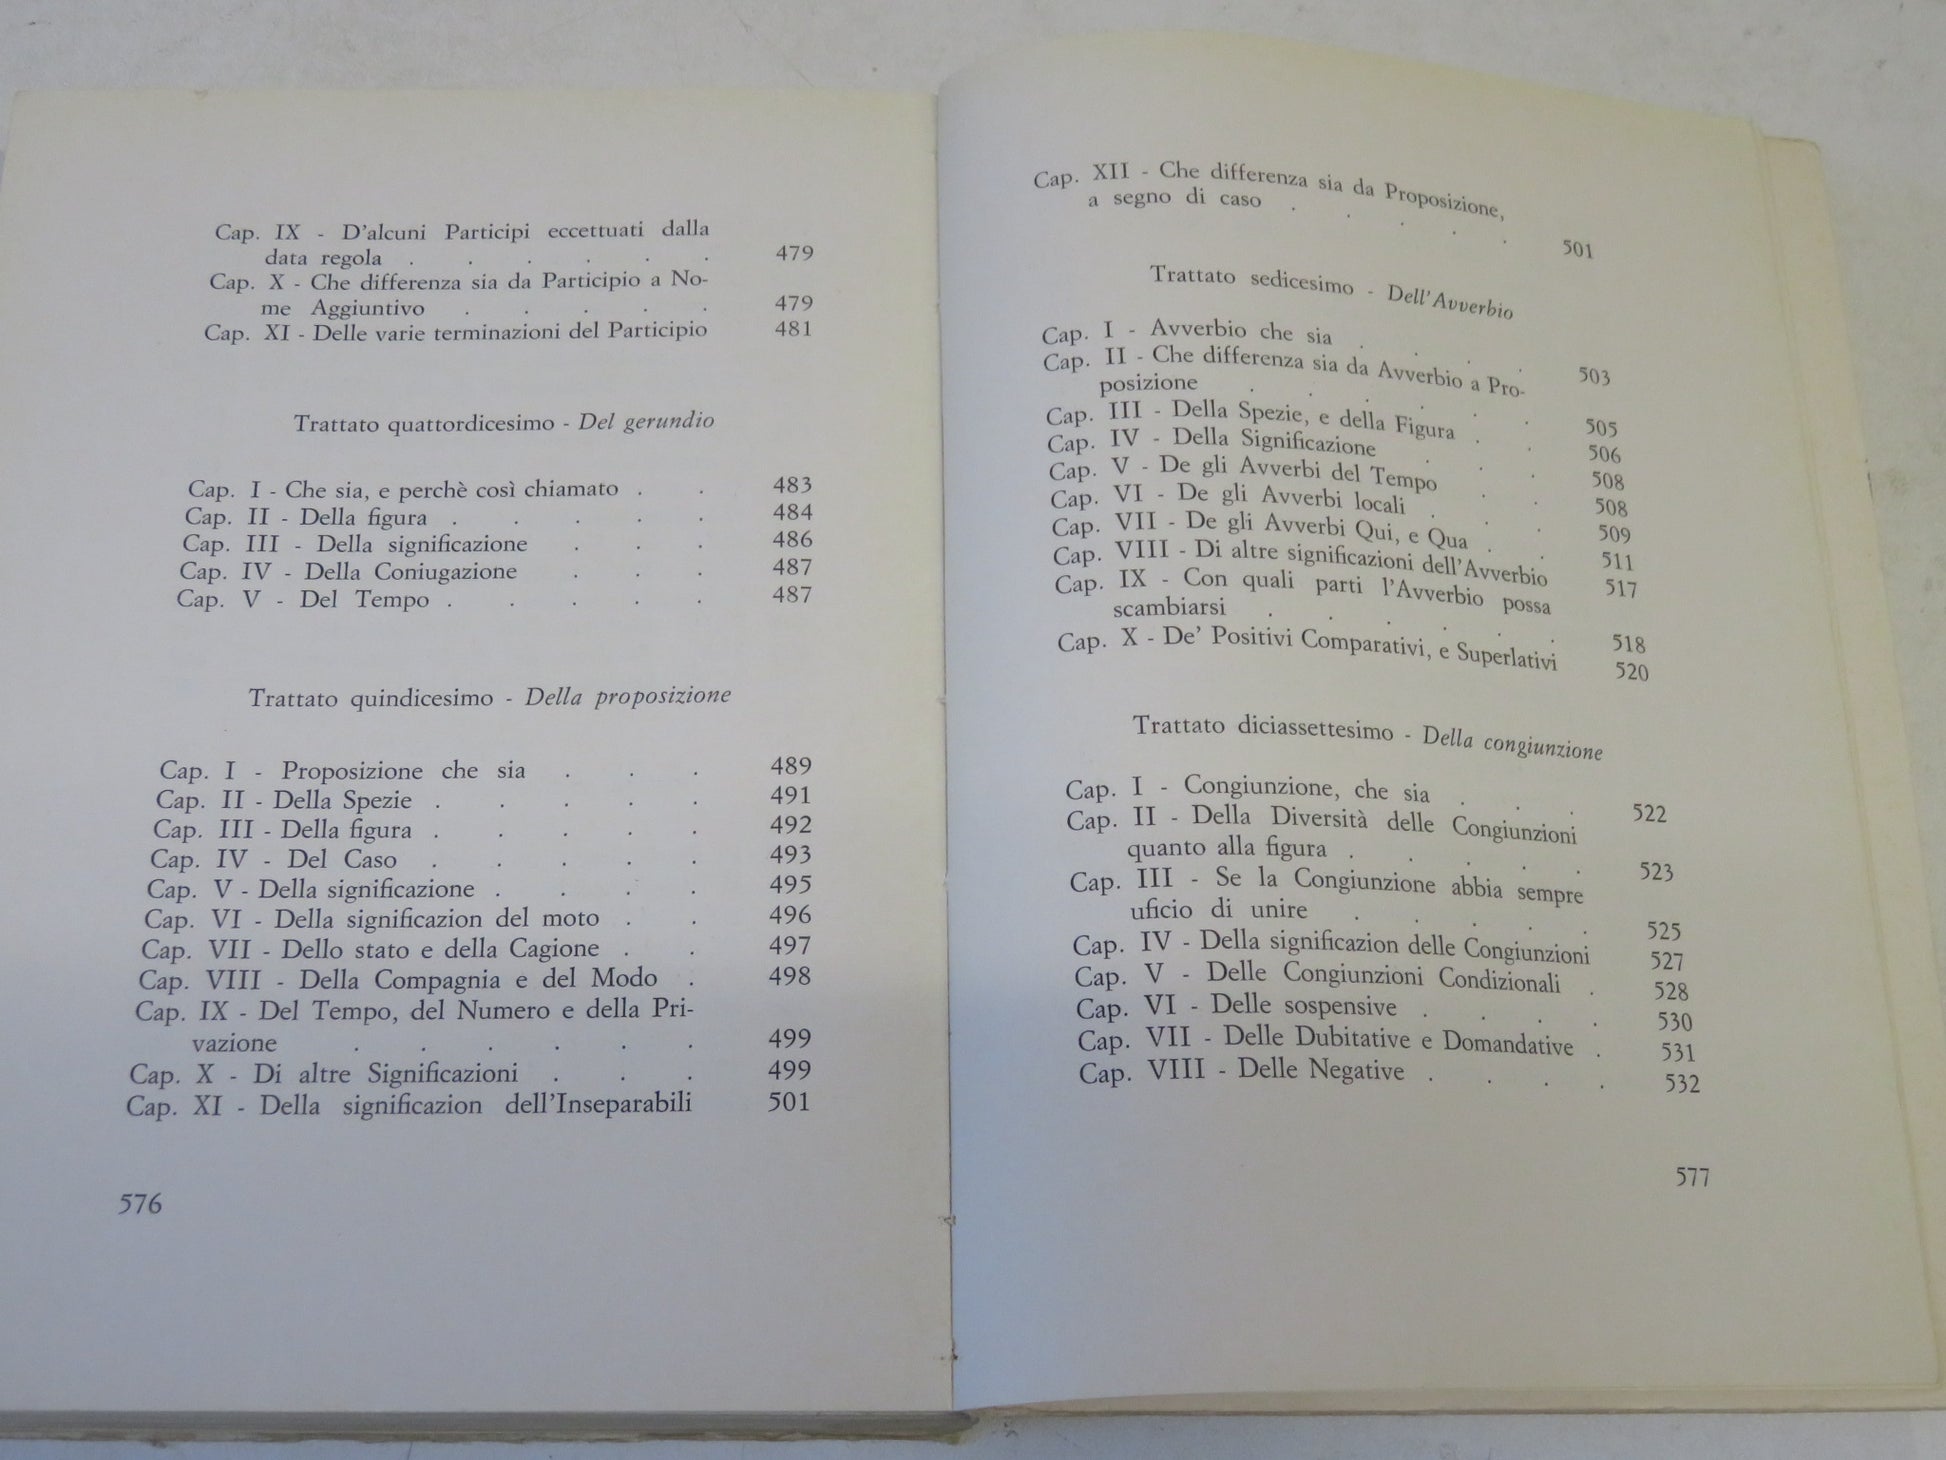 Cap. IX - D'alcuni Participi eccettuati dalla
data regola . . . . . . 479
Cap. X - Che differenza sia da Participio a No-
me Aggiuntivo . . . . . 479
Cap. XI - Delle varie terminazioni del Participio 481
Trattato quattordicesimo - Del gerundio
Cap. I - Che sia, e perchè così chiamato . . 483
Cap. II - Della figura . . . . . 484
Cap. III - Della significazione . . . 486
Cap. IV - Della Coniugazione . . . 487
Cap. V - Del Tempo . . . . . 487
Trattato quindicesimo - Della proposizione
Cap. I - Proposizione che sia . . . 489
Cap. II - Della Spezie . . . . . 491
Cap. III - Della figura . . . . . 492
Cap. IV - Del Caso . . . . . 493
Cap. V - Della significazione . . . . 495
Cap. VI - Della significazion del moto . . 496
Cap. VII - Dello stato e della Cagione . . 497
Cap. VIII - Della Compagnia e del Modo . 498
Cap. IX - Del Tempo, del Numero e della Pri-
vazione . . . . . . 499
Cap. X - Di altre Significazioni . . . 499
Cap. XI - Della significazion dell'Inseparabili 501
576
Cap. XII - Che differenza sia da Proposizione,
a segno di caso . . . . . 501
Trattato sedicesimo - Dell'Avverbio
Cap. I - Avverbio che sia . . . . 503
Cap. II - Che differenza sia da Avverbio a Pro-
posizione . . . . . . 505
Cap. III - Della Spezie, e della Figura . . 506
Cap. IV - Della Significazione . . . 508
Cap. V - De gli Avverbi del Tempo . . 508
Cap. VI - De gli Avverbi locali . . . 509
Cap. VII - De gli Avverbi Qui, e Qua . . 511
Cap. VIII - Di altre significazioni dell'Avverbio 517
Cap. IX - Con quali parti l'Avverbio possa
scambiarsi . . . . . . 518
Cap. X - De' Positivi Comparativi, e Superlativi 520
Trattato diciassettesimo - Della congiunzione
Cap. I - Congiunzione, che sia . . . 522
Cap. II - Della Diversità delle Congiunzioni
quanto alla figura . . . . . 523
Cap. III - Se la Congiunzione abbia sempre
uficio di unire . . . . . 525
Cap. IV - Della significazion delle Congiunzioni 527
Cap. V - Delle Congiunzioni Condizionali . 528
Cap. VI - Delle sospensive . . . . 530
Cap. VII - Delle Dubitative e Domandative . 531
Cap. VIII - Delle Negative . . . . 532
577